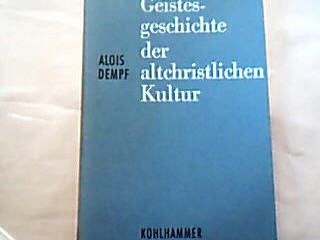 Geistes-
geschichte
der
altchristlichen
Kultur
ALOIS
DEMPF
KOHLHAMMER